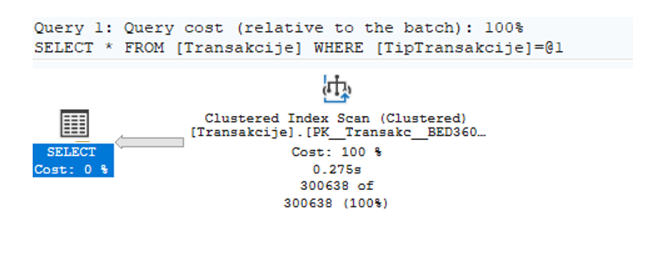 Query 1: Query cost (relative to the batch): 100%
SELECT * FROM [Transakcije] WHERE [TipTransakcije]=@1
Clustered Index Scan (Clustered)
[Transakcije].[PK__Transakc__BED360…
SELECT
Cost: 0 %
Cost: 100 %
0.275s
300638 of
300638 (100%)